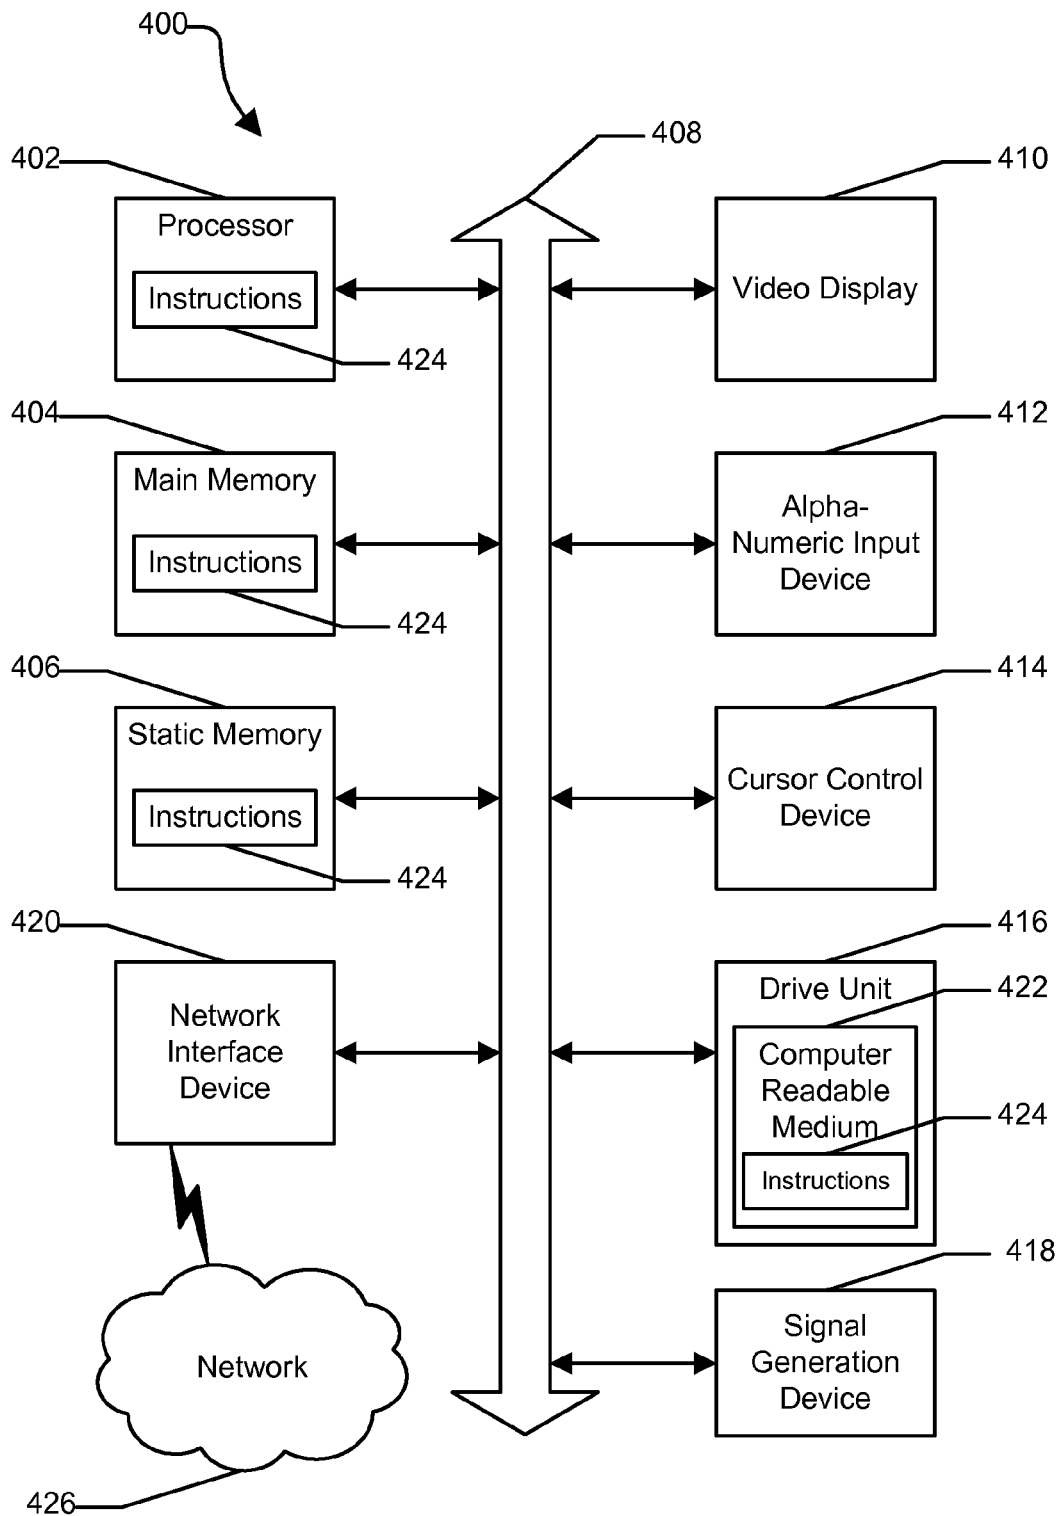 400
408
402
Processor
Instructions
424
410
Video Display
404
Main Memory
Instructions
424
412
Alpha-
Numeric Input
Device
406
Static Memory
Instructions
424
414
Cursor Control
Device
420
Network
Interface
Device
416
Drive Unit
422
Computer
Readable
Medium
424
Instructions
418
Signal
Generation
Device
Network
426